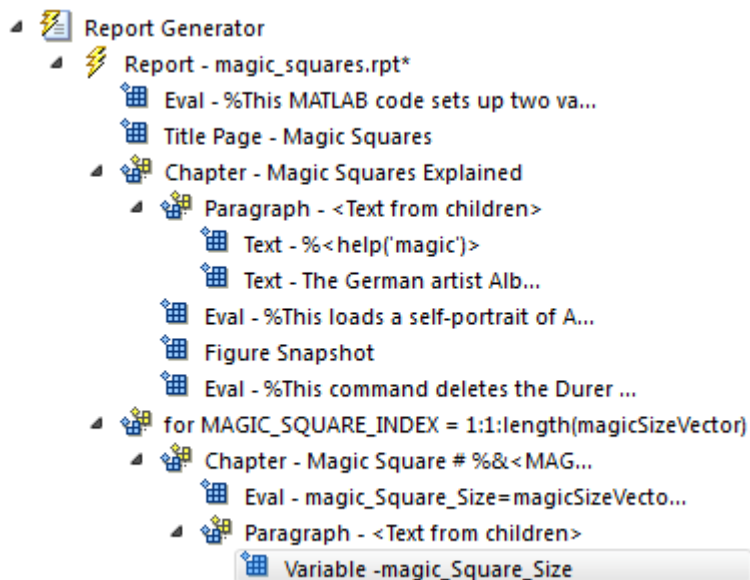 Report Generator
Report - magic_squares.rpt*
Eval - %This MATLAB code sets up two va...
Title Page - Magic Squares
Chapter - Magic Squares Explained
Paragraph - <Text from children>
Text - %<help('magic')>
Text - The German artist Alb...
Eval - %This loads a self-portrait of A...
Figure Snapshot
Eval - %This command deletes the Durer ...
for MAGIC_SQUARE_INDEX = 1:1:length(magicSizeVector)
Chapter - Magic Square # %&<MAG...
Eval - magic_Square_Size=magicSizeVecto...
Paragraph - <Text from children>
Variable -magic_Square_Size